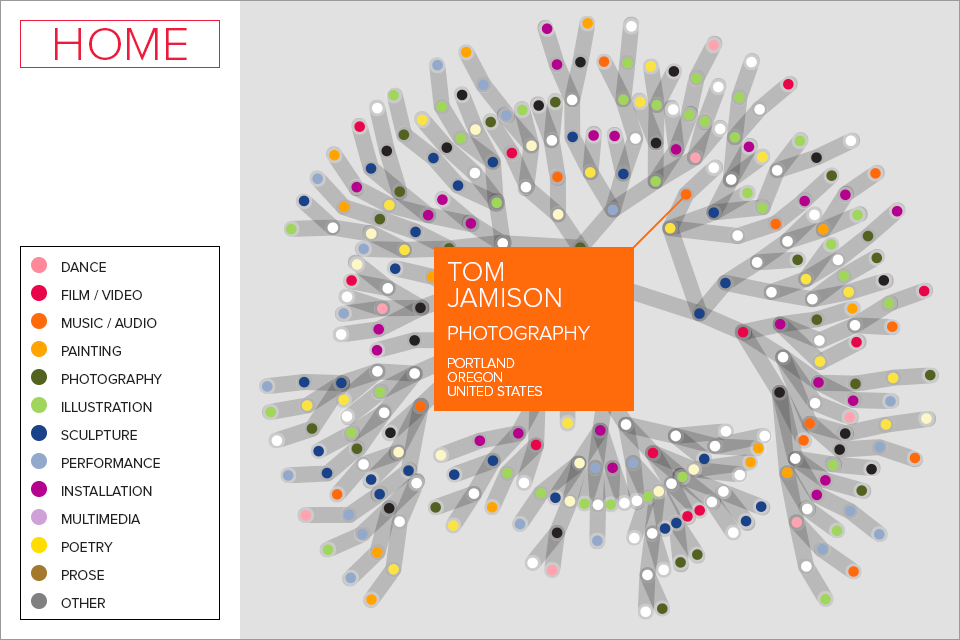 HOME
DANCE
FILM / VIDEO
MUSIC / AUDIO
PAINTING
PHOTOGRAPHY
ILLUSTRATION
SCULPTURE
PERFORMANCE
INSTALLATION
MULTIMEDIA
POETRY
PROSE
OTHER
TOM
JAMISON
PHOTOGRAPHY
PORTLAND
OREGON
UNITED STATES